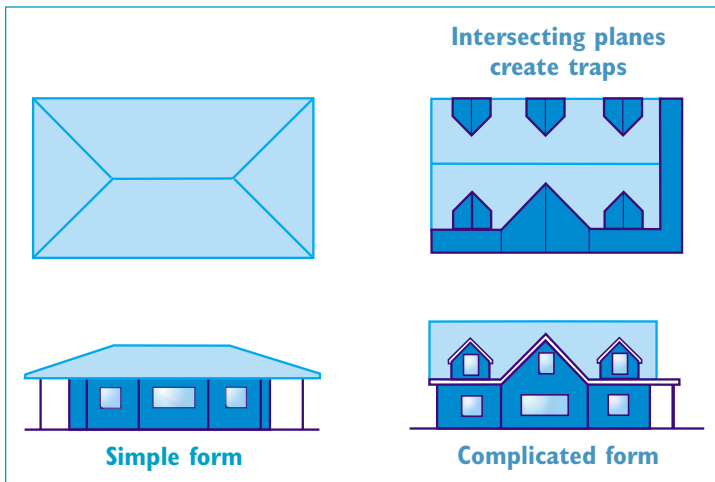 Intersecting planes
create traps
Simple form
Complicated form